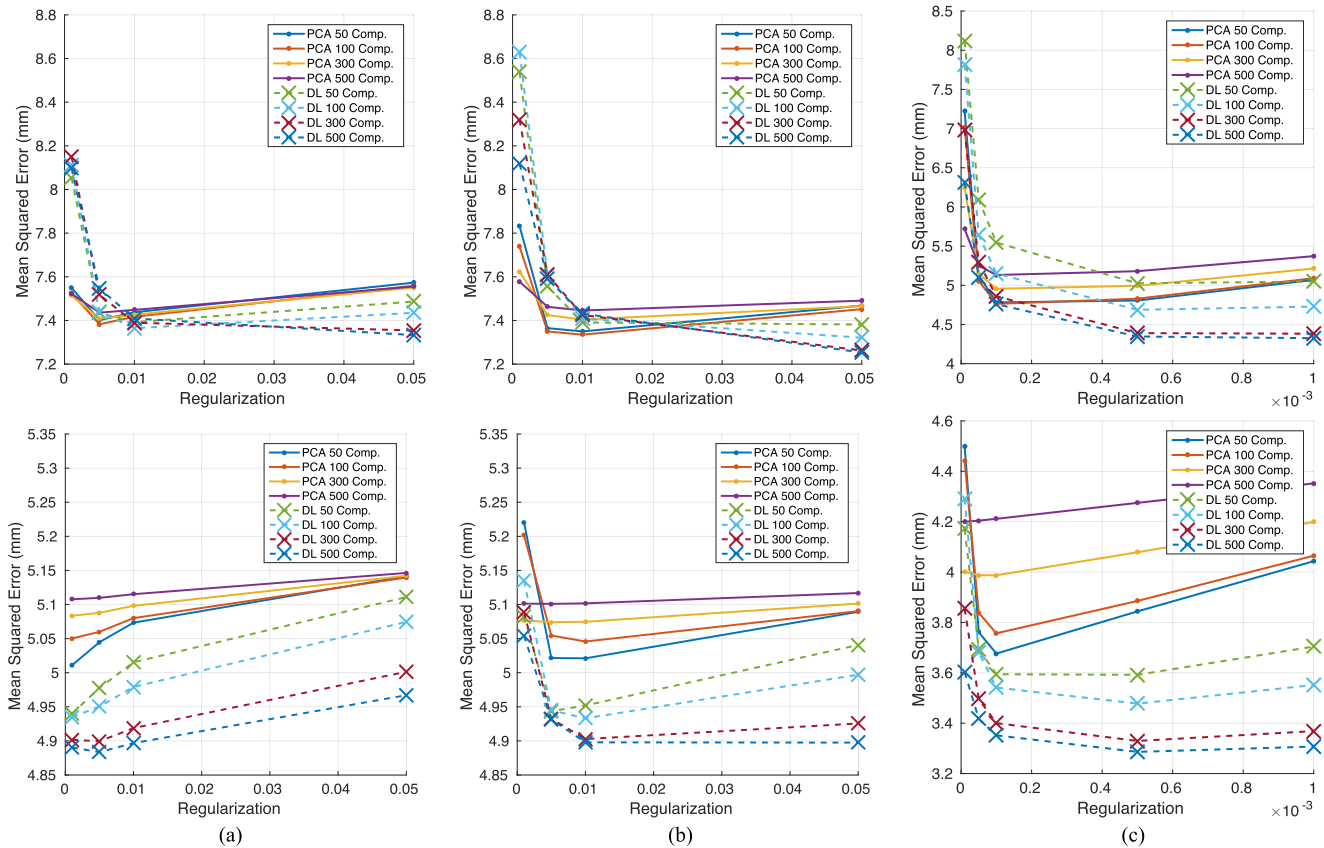 8.8
8.6
8.4
8.2
8
7.8
7.6
7.4
7.2
Mean Squared Error (mm)
0 0.01 0.02 0.03 0.04 0.05
Regularization
PCA 50 Comp.
PCA 100 Comp.
PCA 300 Comp.
PCA 500 Comp.
DL 50 Comp.
DL 100 Comp.
DL 300 Comp.
DL 500 Comp.
8.8
8.6
8.4
8.2
8
7.8
7.6
7.4
7.2
Mean Squared Error (mm)
0 0.01 0.02 0.03 0.04 0.05
Regularization
PCA 50 Comp.
PCA 100 Comp.
PCA 300 Comp.
PCA 500 Comp.
DL 50 Comp.
DL 100 Comp.
DL 300 Comp.
DL 500 Comp.
8.5
8
7.5
7
6.5
6
5.5
5
4.5
4
Mean Squared Error (mm)
0 0.2 0.4 0.6 0.8 1
Regularization
×10⁻³
PCA 50 Comp.
PCA 100 Comp.
PCA 300 Comp.
PCA 500 Comp.
DL 50 Comp.
DL 100 Comp.
DL 300 Comp.
DL 500 Comp.
5.35
5.3
5.25
5.2
5.15
5.1
5.05
5
4.95
4.9
4.85
Mean Squared Error (mm)
0 0.01 0.02 0.03 0.04 0.05
Regularization
PCA 50 Comp.
PCA 100 Comp.
PCA 300 Comp.
PCA 500 Comp.
DL 50 Comp.
DL 100 Comp.
DL 300 Comp.
DL 500 Comp.
(a)
5.35
5.3
5.25
5.2
5.15
5.1
5.05
5
4.95
4.9
4.85
Mean Squared Error (mm)
0 0.01 0.02 0.03 0.04 0.05
Regularization
PCA 50 Comp.
PCA 100 Comp.
PCA 300 Comp.
PCA 500 Comp.
DL 50 Comp.
DL 100 Comp.
DL 300 Comp.
DL 500 Comp.
(b)
4.6
4.4
4.2
4
3.8
3.6
3.4
3.2
Mean Squared Error (mm)
0 0.2 0.4 0.6 0.8 1
Regularization
×10⁻³
PCA 50 Comp.
PCA 100 Comp.
PCA 300 Comp.
PCA 500 Comp.
DL 50 Comp.
DL 100 Comp.
DL 300 Comp.
DL 500 Comp.
(c)